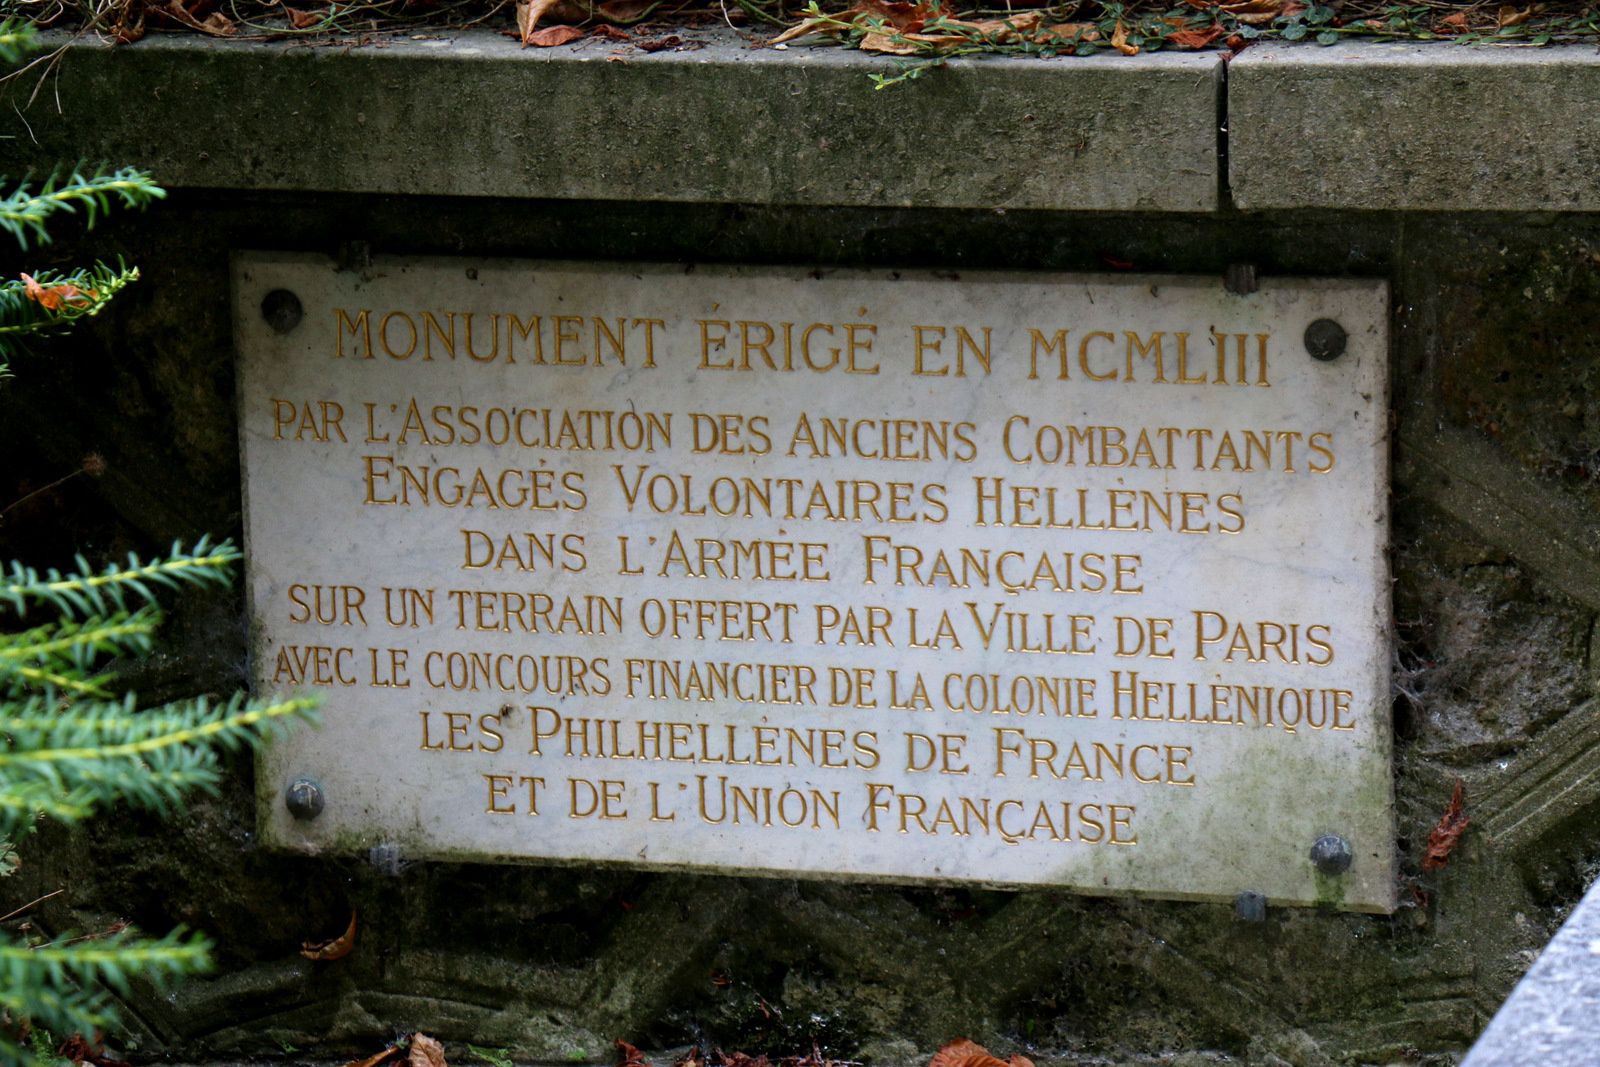 MONUMENT ÉRIGÉ EN MCMLIII
PAR L'ASSOCIATION DES ANCIENS COMBATTANTS
ENGAGÉS VOLONTAIRES HELLÈNES
DANS L'ARMÉE FRANÇAISE
SUR UN TERRAIN OFFERT PAR LA VILLE DE PARIS
AVEC LE CONCOURS FINANCIER DE LA COLONIE HELLÉNIQUE
LES PHILHELLÈNES DE FRANCE
ET DE L'UNION FRANÇAISE